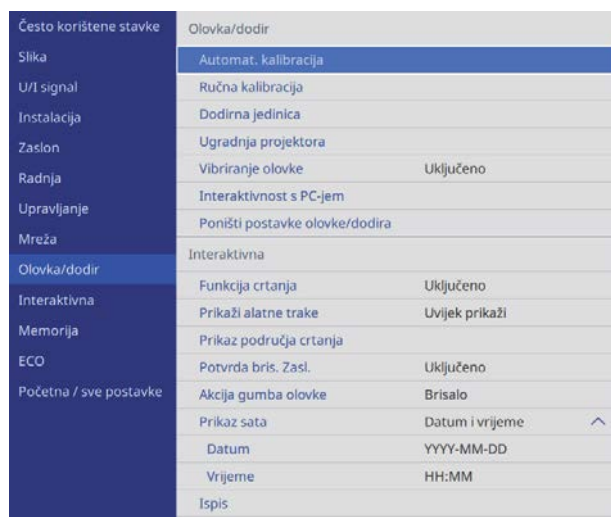 Često korištene stavke
Slika
U/I signal
Instalacija
Zaslon
Radnja
Upravljanje
Mreža
Olovka/dodir
Interaktivna
Memorija
ECO
Početna / sve postavke
Olovka/dodir
Automat. kalibracija
Ručna kalibracija
Dodirna jedinica
Ugradnja projektora
Vibriranje olovke Uključeno
Interaktivnost s PC-jem
Poništi postavke olovke/dodira
Interaktivna
Funkcija crtanja Uključeno
Prikaži alatne trake Uvijek prikaži
Prikaz područja crtanja
Potvrda bris. Zasl. Uključeno
Akcija gumba olovke Brisalo
Prikaz sata Datum i vrijeme
Datum YYYY-MM-DD
Vrijeme HH:MM
Ispis